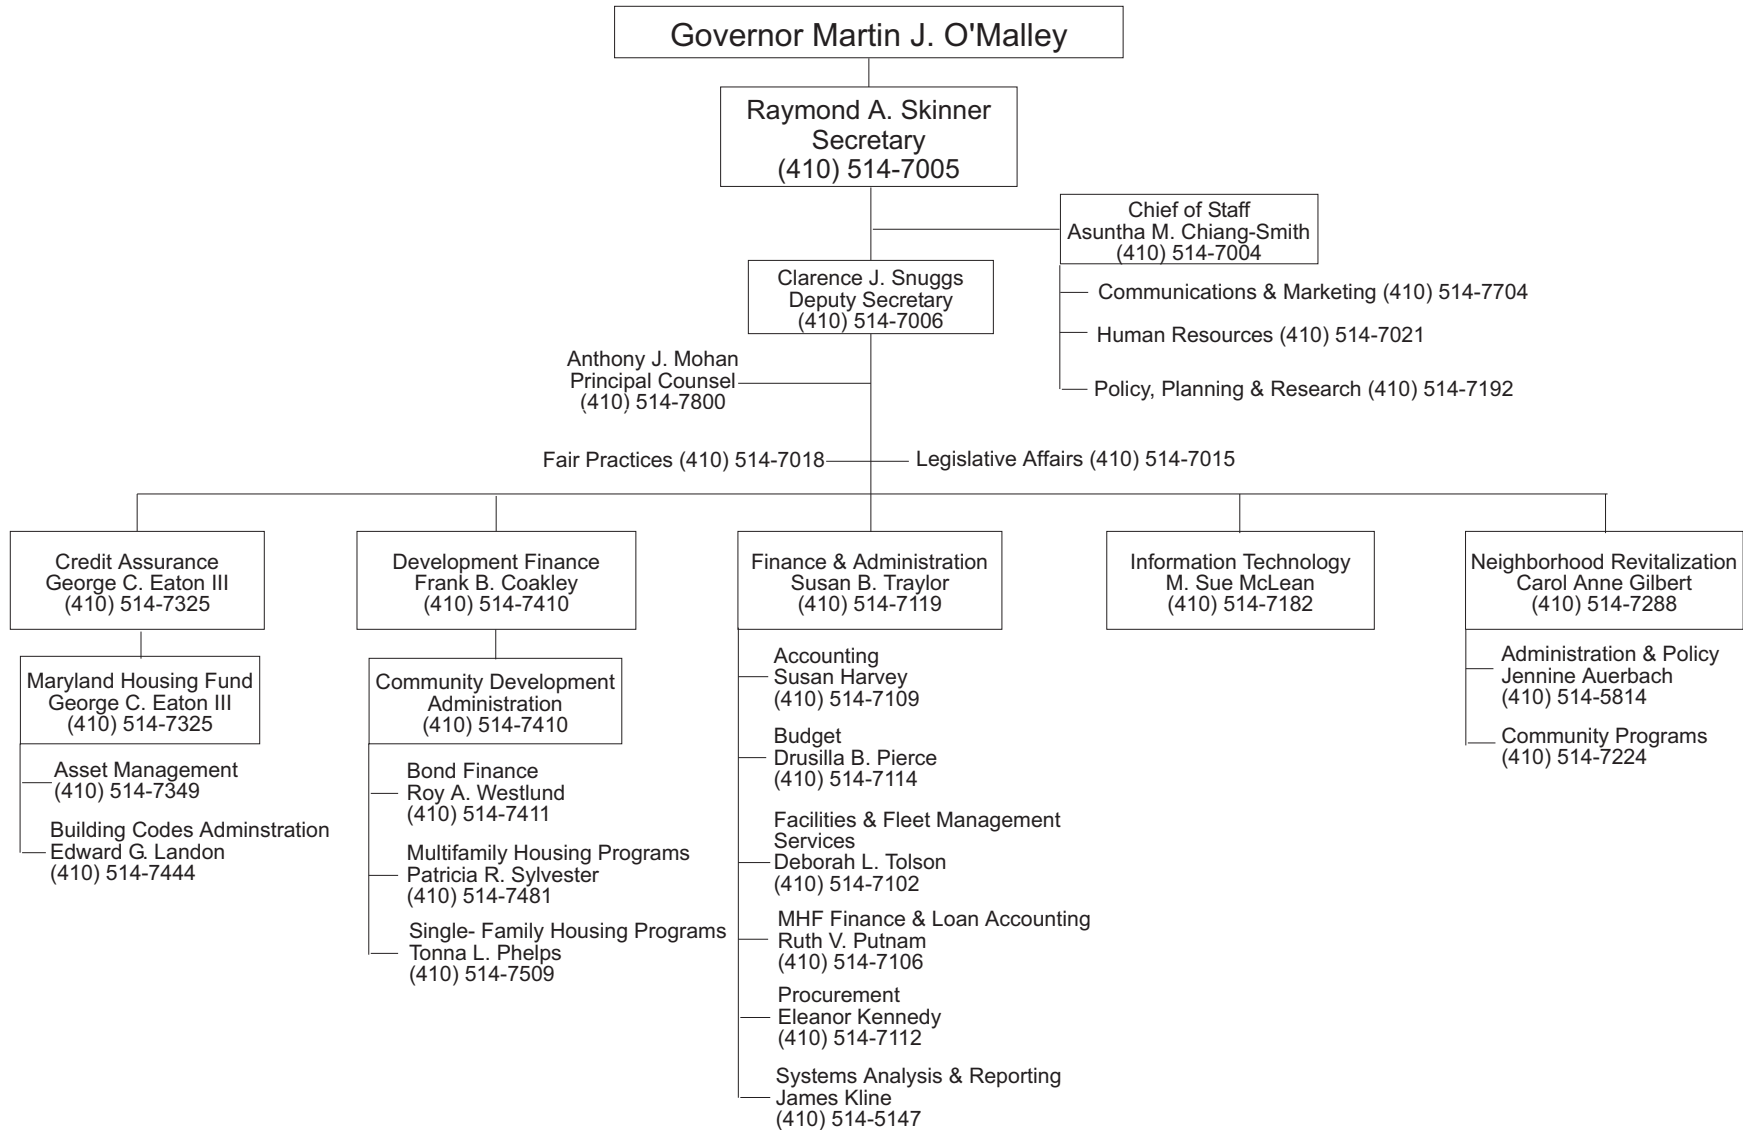 Governor Martin J. O'Malley
Raymond A. Skinner
Secretary
(410) 514-7005
Chief of Staff
Asuntha M. Chiang-Smith
(410) 514-7004
Communications & Marketing (410) 514-7704
Human Resources (410) 514-7021
Policy, Planning & Research (410) 514-7192
Clarence J. Snuggs
Deputy Secretary
(410) 514-7006
Anthony J. Mohan
Principal Counsel
(410) 514-7800
Fair Practices (410) 514-7018
Legislative Affairs (410) 514-7015
Credit Assurance
George C. Eaton III
(410) 514-7325
Maryland Housing Fund
George C. Eaton III
(410) 514-7325
Asset Management
(410) 514-7349
Building Codes Adminstration
Edward G. Landon
(410) 514-7444
Development Finance
Frank B. Coakley
(410) 514-7410
Community Development
Administration
(410) 514-7410
Bond Finance
Roy A. Westlund
(410) 514-7411
Multifamily Housing Programs
Patricia R. Sylvester
(410) 514-7481
Single- Family Housing Programs
Tonna L. Phelps
(410) 514-7509
Finance & Administration
Susan B. Traylor
(410) 514-7119
Accounting
Susan Harvey
(410) 514-7109
Budget
Drusilla B. Pierce
(410) 514-7114
Facilities & Fleet Management
Services
Deborah L. Tolson
(410) 514-7102
MHF Finance & Loan Accounting
Ruth V. Putnam
(410) 514-7106
Procurement
Eleanor Kennedy
(410) 514-7112
Systems Analysis & Reporting
James Kline
(410) 514-5147
Information Technology
M. Sue McLean
(410) 514-7182
Neighborhood Revitalization
Carol Anne Gilbert
(410) 514-7288
Administration & Policy
Jennine Auerbach
(410) 514-5814
Community Programs
(410) 514-7224